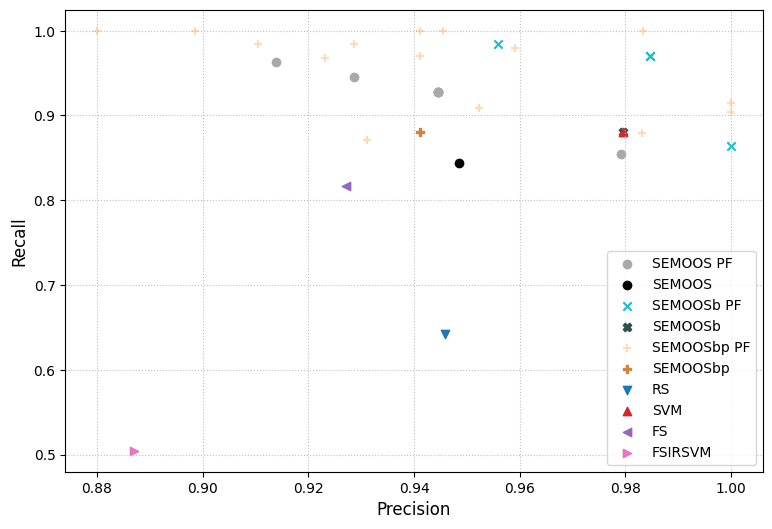 1.0
0.9
0.8
0.7
0.6
0.5
Recall
0.88
0.90
0.92
0.94
0.96
0.98
1.00
Precision
SEMOOS PF
SEMOOS
SEMOOSb PF
SEMOOSb
SEMOOSbp PF
SEMOOSbp
RS
SVM
FS
FSIRSVM